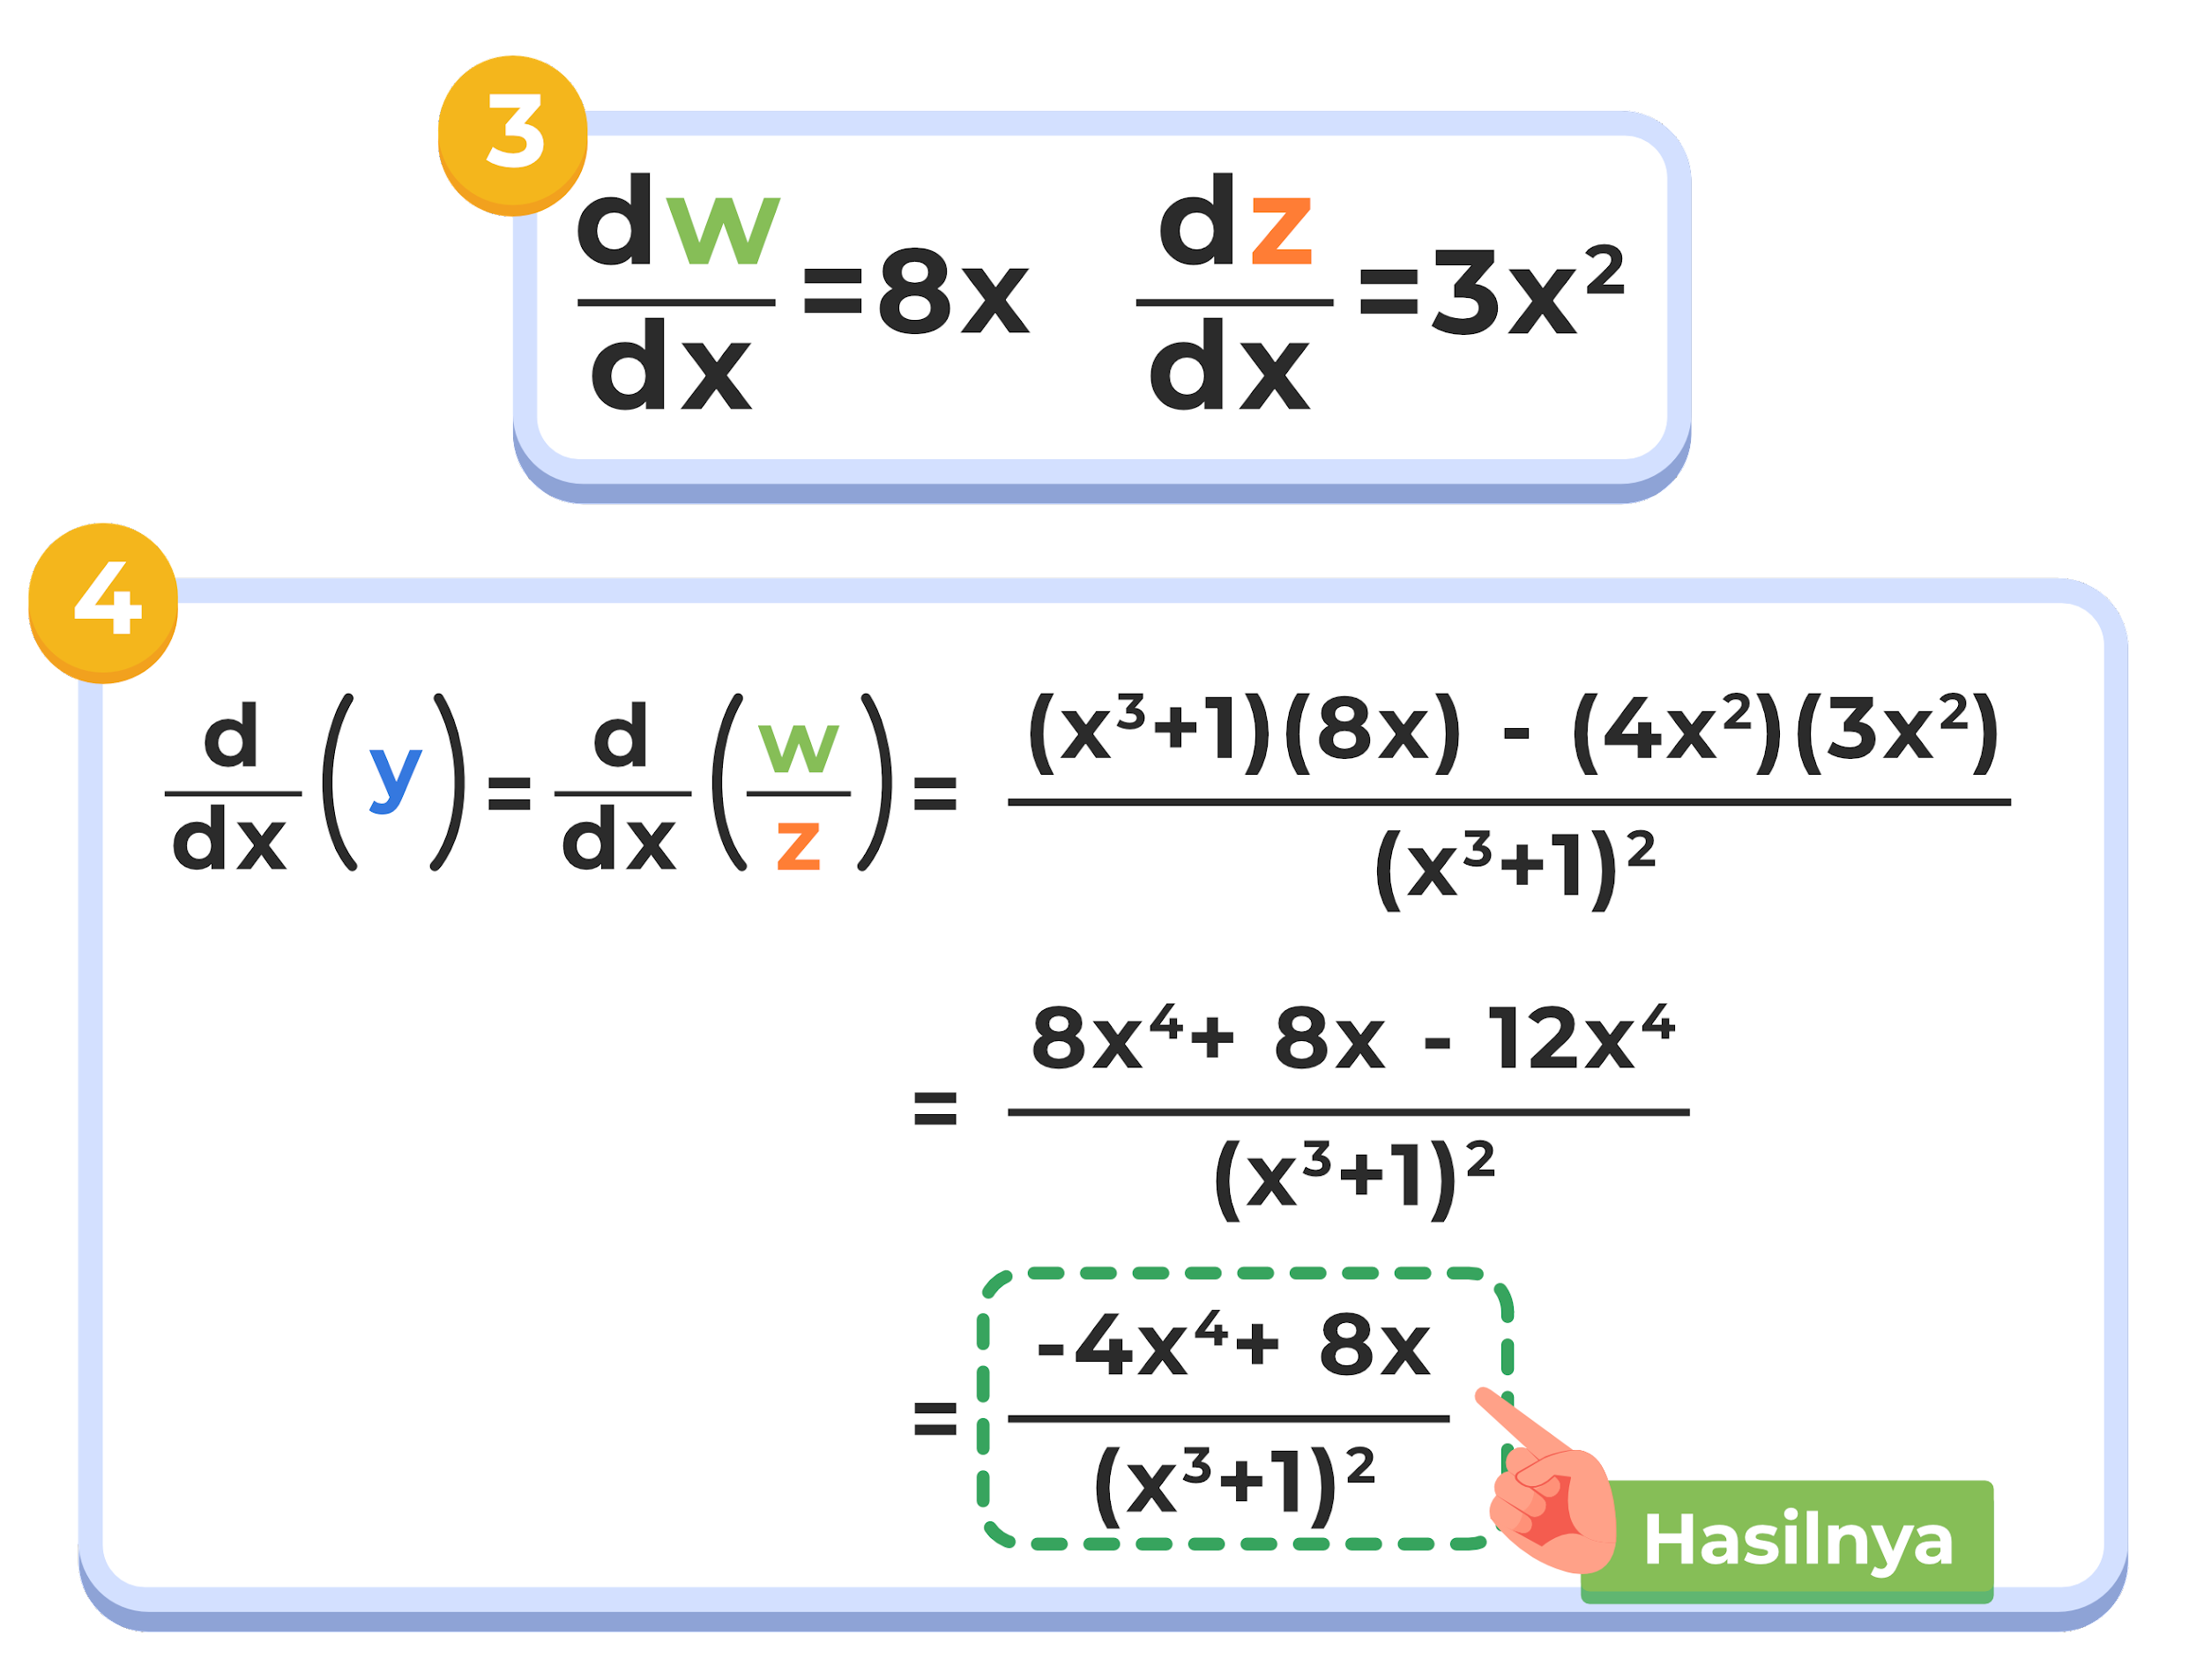 3
dw/dx=8x dz/dx=3x²
4
d/dx(y)=d/dx(w/z)=(x³+1)(8x) - (4x²)(3x²)/(x³+1)²
=8x⁴+ 8x - 12x⁴/(x³+1)²
=-4x⁴+ 8x/(x³+1)²
Hasilnya